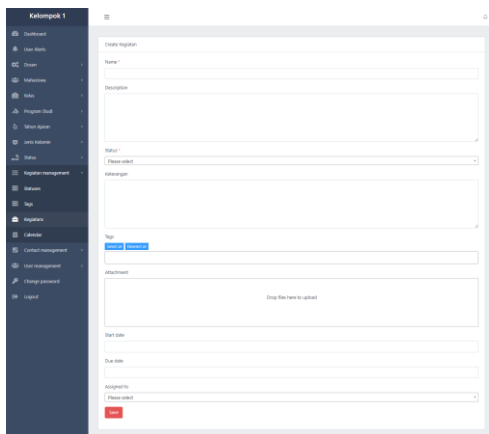 Kelompok 1
Dashboard
User Alerts
Dosen
Mahasiswa
Kelas
Program Studi
Tahun Ajaran
Jenis Kelamin
Status
Kegiatan management
Statuses
Tags
Kegiatans
Calendar
Contact management
User management
Change password
Logout
Create Kegiatan
Name *
Description
Status *
Please select
Keterangan
Tags
Select all Deselect all
Attachment
Drop files here to upload
Start date
Due date
Assigned to
Please select
Save